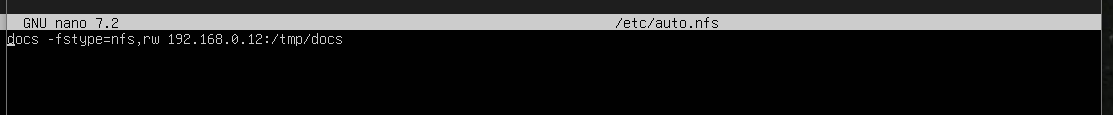 GNU nano 7.2 /etc/auto.nfs
docs -fstype=nfs,rw 192.168.0.12:/tmp/docs